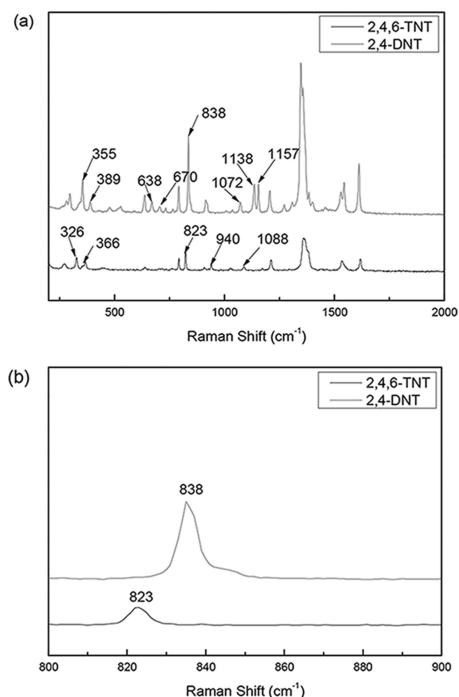 (a)
2,4,6-TNT
2,4-DNT
838
355
389
638
670
1138
1157
1072
326
366
823
940
1088
500 1000 1500 2000
Raman Shift (cm-1)
(b)
2,4,6-TNT
2,4-DNT
838
823
800 820 840 860 880 900
Raman Shift (cm-1)